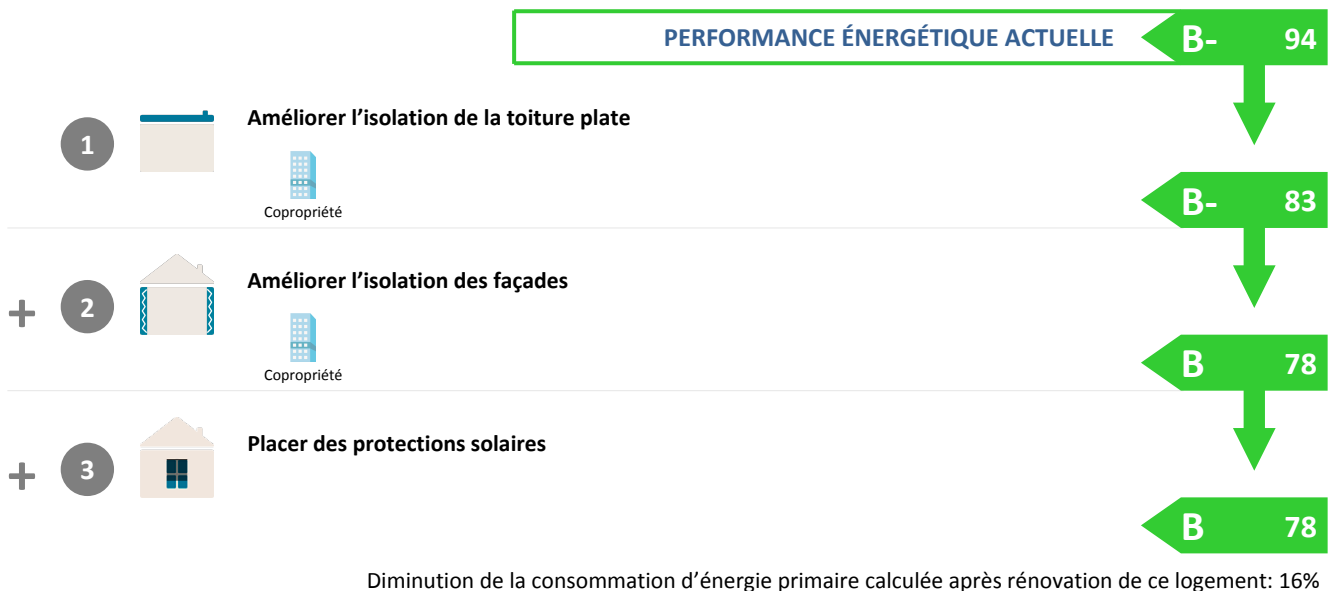 PERFORMANCE ÉNERGÉTIQUE ACTUELLE B- 94
1 Améliorer l’isolation de la toiture plate
Copropriété
B- 83
+ 2 Améliorer l’isolation des façades
Copropriété
B 78
+ 3 Placer des protections solaires
B 78
Diminution de la consommation d’énergie primaire calculée après rénovation de ce logement: 16%